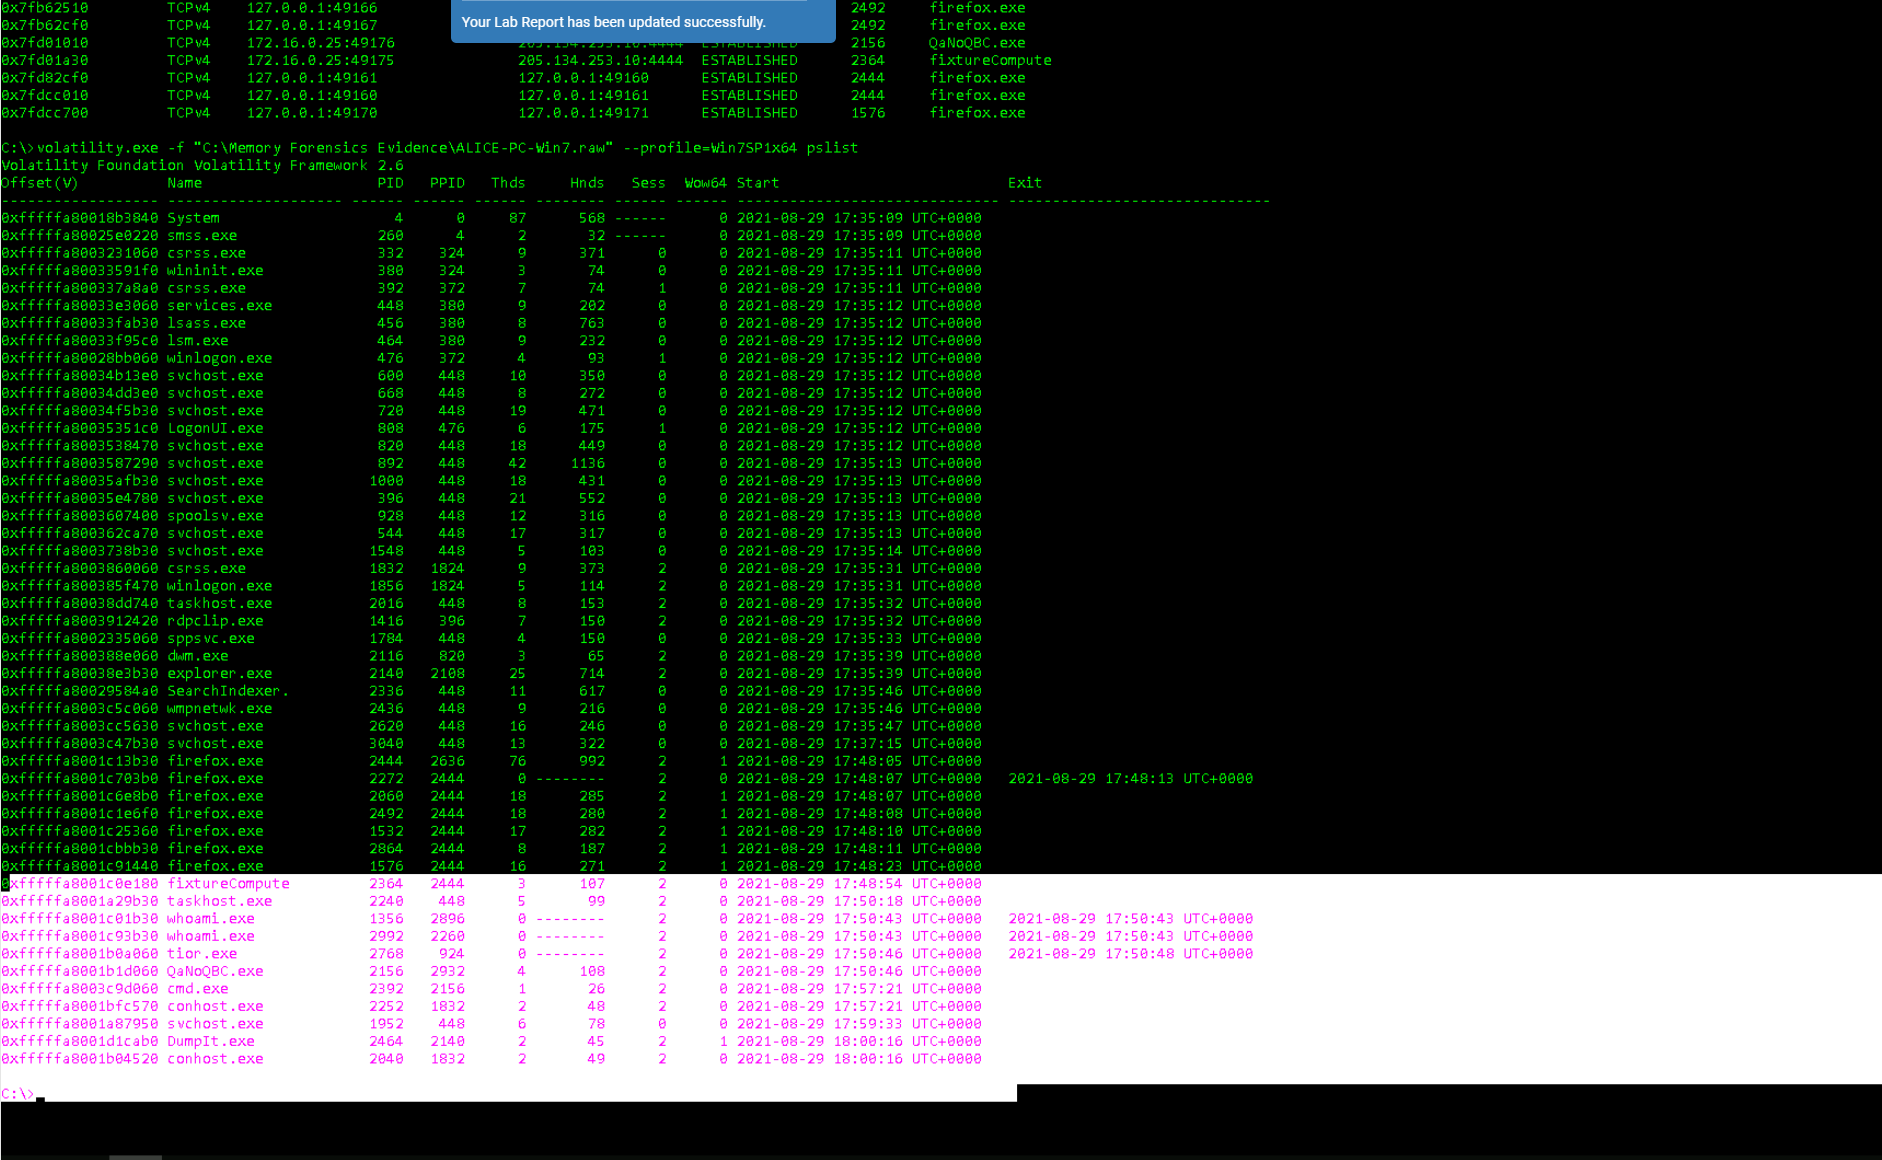 0x7fb62510 TCPv4 127.0.0.1:49166 2492 firefox.exe
0x7fb62cf0 TCPv4 127.0.0.1:49167 2492 firefox.exe
Your Lab Report has been updated successfully.
0x7fd01010 TCPv4 172.16.0.25:49176 205.134.253.10:4444 ESTABLISHED 2156 QaNoQBC.exe
0x7fd01a30 TCPv4 172.16.0.25:49175 205.134.253.10:4444 ESTABLISHED 2364 fixtureCompute
0x7fd82cf0 TCPv4 127.0.0.1:49161 127.0.0.1:49160 ESTABLISHED 2444 firefox.exe
0x7fdcc010 TCPv4 127.0.0.1:49160 127.0.0.1:49161 ESTABLISHED 2444 firefox.exe
0x7fdcc700 TCPv4 127.0.0.1:49170 127.0.0.1:49171 ESTABLISHED 1576 firefox.exe
C:\>volatility.exe -f "C:\Memory Forensics Evidence\ALICE-PC-Win7.raw" --profile=Win7SP1x64 pslist
Volatility Foundation Volatility Framework 2.6
Offset(V) Name PID PPID Thds Hnds Sess Wow64 Start Exit
------------------ -------------------- ------ ------ ------ -------- ------ ------ ------------------------------ ------------------------------
0xfffffa80018b3840 System 4 0 87 568 ------ 0 2021-08-29 17:35:09 UTC+0000
0xfffffa80025e0220 smss.exe 260 4 2 32 ------ 0 2021-08-29 17:35:09 UTC+0000
0xfffffa8003231060 csrss.exe 332 324 9 371 0 0 2021-08-29 17:35:11 UTC+0000
0xfffffa80033591f0 wininit.exe 380 324 3 74 0 0 2021-08-29 17:35:11 UTC+0000
0xfffffa800337a8a0 csrss.exe 392 372 7 74 1 0 2021-08-29 17:35:11 UTC+0000
0xfffffa80033e3060 services.exe 448 380 9 202 0 0 2021-08-29 17:35:12 UTC+0000
0xfffffa80033fab30 lsass.exe 456 380 8 763 0 0 2021-08-29 17:35:12 UTC+0000
0xfffffa80033f95c0 lsm.exe 464 380 9 232 0 0 2021-08-29 17:35:12 UTC+0000
0xfffffa80028bb060 winlogon.exe 476 372 4 93 1 0 2021-08-29 17:35:12 UTC+0000
0xfffffa80034b13e0 svchost.exe 600 448 10 350 0 0 2021-08-29 17:35:12 UTC+0000
0xfffffa80034dd3e0 svchost.exe 668 448 8 272 0 0 2021-08-29 17:35:12 UTC+0000
0xfffffa80034f5b30 svchost.exe 720 448 19 471 0 0 2021-08-29 17:35:12 UTC+0000
0xfffffa80035351c0 LogonUI.exe 808 476 6 175 1 0 2021-08-29 17:35:12 UTC+0000
0xfffffa8003538470 svchost.exe 820 448 18 449 0 0 2021-08-29 17:35:12 UTC+0000
0xfffffa8003587290 svchost.exe 892 448 42 1136 0 0 2021-08-29 17:35:13 UTC+0000
0xfffffa80035afb30 svchost.exe 1000 448 18 431 0 0 2021-08-29 17:35:13 UTC+0000
0xfffffa80035e4780 svchost.exe 396 448 21 552 0 0 2021-08-29 17:35:13 UTC+0000
0xfffffa8003607400 spoolsv.exe 928 448 12 316 0 0 2021-08-29 17:35:13 UTC+0000
0xfffffa800362ca70 svchost.exe 544 448 17 317 0 0 2021-08-29 17:35:13 UTC+0000
0xfffffa8003738b30 svchost.exe 1548 448 5 103 0 0 2021-08-29 17:35:14 UTC+0000
0xfffffa8003860060 csrss.exe 1832 1824 9 373 2 0 2021-08-29 17:35:31 UTC+0000
0xfffffa800385f470 winlogon.exe 1856 1824 5 114 2 0 2021-08-29 17:35:31 UTC+0000
0xfffffa80038dd740 taskhost.exe 2016 448 8 153 2 0 2021-08-29 17:35:32 UTC+0000
0xfffffa8003912420 rdpclip.exe 1416 396 7 150 2 0 2021-08-29 17:35:32 UTC+0000
0xfffffa8002335060 sppsvc.exe 1784 448 4 150 0 0 2021-08-29 17:35:33 UTC+0000
0xfffffa800388e060 dwm.exe 2116 820 3 65 2 0 2021-08-29 17:35:39 UTC+0000
0xfffffa80038e3b30 explorer.exe 2140 2108 25 714 2 0 2021-08-29 17:35:39 UTC+0000
0xfffffa80029584a0 SearchIndexer. 2336 448 11 617 0 0 2021-08-29 17:35:46 UTC+0000
0xfffffa8003c5c060 wmpnetwk.exe 2436 448 9 216 0 0 2021-08-29 17:35:46 UTC+0000
0xfffffa8003cc5630 svchost.exe 2620 448 16 246 0 0 2021-08-29 17:35:47 UTC+0000
0xfffffa8003c47b30 svchost.exe 3040 448 13 322 0 0 2021-08-29 17:37:15 UTC+0000
0xfffffa8001c13b30 firefox.exe 2444 2636 76 992 2 1 2021-08-29 17:48:05 UTC+0000
0xfffffa8001c703b0 firefox.exe 2272 2444 0 -------- 2 0 2021-08-29 17:48:07 UTC+0000 2021-08-29 17:48:13 UTC+0000
0xfffffa8001c6e8b0 firefox.exe 2060 2444 18 285 2 1 2021-08-29 17:48:07 UTC+0000
0xfffffa8001c1e6f0 firefox.exe 2492 2444 18 280 2 1 2021-08-29 17:48:08 UTC+0000
0xfffffa8001c25360 firefox.exe 1532 2444 17 282 2 1 2021-08-29 17:48:10 UTC+0000
0xfffffa8001cbbb30 firefox.exe 2864 2444 8 187 2 1 2021-08-29 17:48:11 UTC+0000
0xfffffa8001c91440 firefox.exe 1576 2444 16 271 2 1 2021-08-29 17:48:23 UTC+0000
0xfffffa8001c0e180 fixtureCompute 2364 2444 3 107 2 0 2021-08-29 17:48:54 UTC+0000
0xfffffa8001a29b30 taskhost.exe 2240 448 5 99 2 0 2021-08-29 17:50:18 UTC+0000
0xfffffa8001c01b30 whoami.exe 1356 2896 0 -------- 2 0 2021-08-29 17:50:43 UTC+0000 2021-08-29 17:50:43 UTC+0000
0xfffffa8001c93b30 whoami.exe 2992 2260 0 -------- 2 0 2021-08-29 17:50:43 UTC+0000 2021-08-29 17:50:43 UTC+0000
0xfffffa8001b0a060 tior.exe 2768 924 0 -------- 2 0 2021-08-29 17:50:46 UTC+0000 2021-08-29 17:50:48 UTC+0000
0xfffffa8001b1d060 QaNoQBC.exe 2156 2932 4 108 2 0 2021-08-29 17:50:46 UTC+0000
0xfffffa8003c9d060 cmd.exe 2392 2156 1 26 2 0 2021-08-29 17:57:21 UTC+0000
0xfffffa8001bfc570 conhost.exe 2252 1832 2 48 2 0 2021-08-29 17:57:21 UTC+0000
0xfffffa8001a87950 svchost.exe 1952 448 6 78 0 0 2021-08-29 17:59:33 UTC+0000
0xfffffa8001d1cab0 DumpIt.exe 2464 2140 2 45 2 1 2021-08-29 18:00:16 UTC+0000
0xfffffa8001b04520 conhost.exe 2040 1832 2 49 2 0 2021-08-29 18:00:16 UTC+0000
C:\>